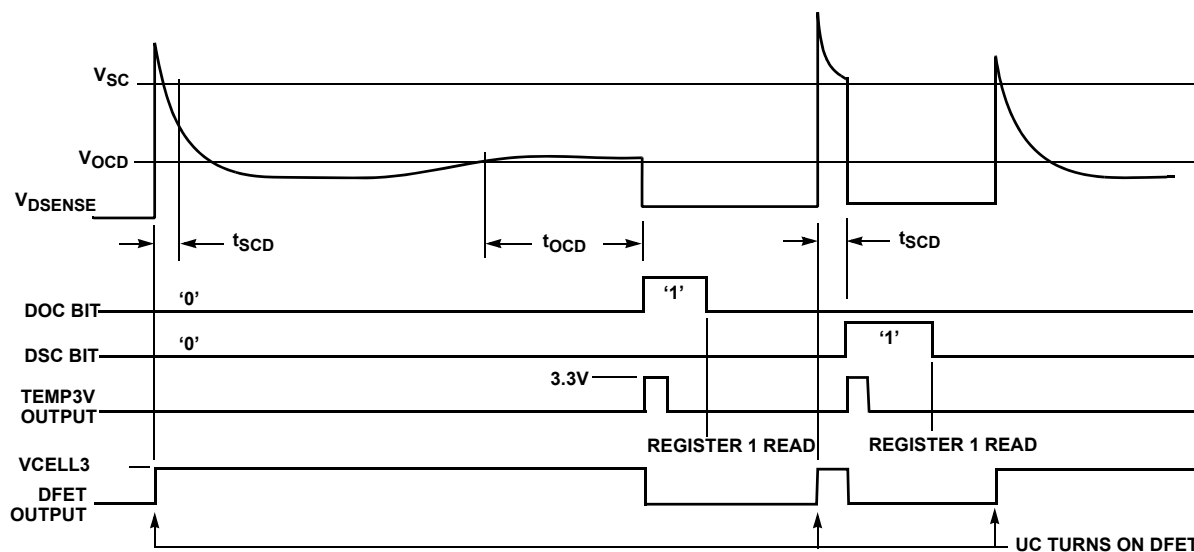 VSC
VOCD
VDSENSE
tSCD
tOCD
tSCD
DOC BIT
‘0’
‘1’
DSC BIT
‘0’
‘1’
3.3V
TEMP3V
OUTPUT
REGISTER 1 READ
REGISTER 1 READ
VCELL3
DFET
OUTPUT
UC TURNS ON DFET